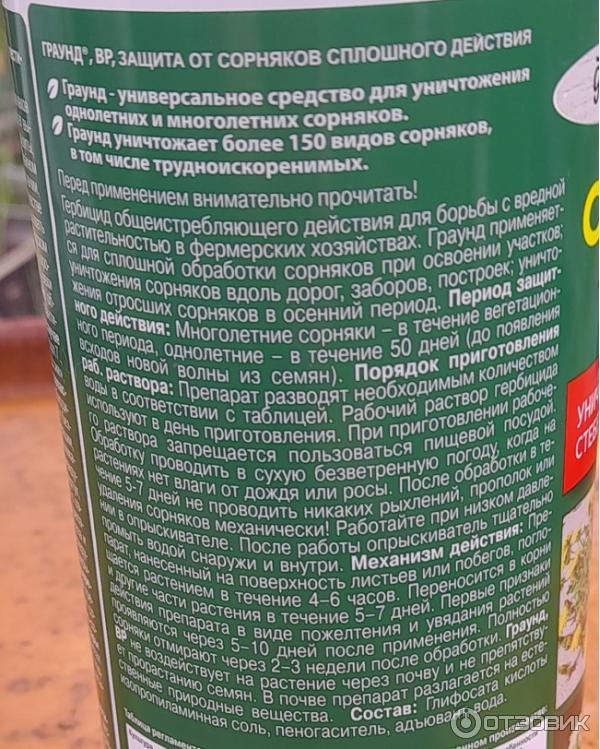 ГРАУНД®, ВР, ЗАЩИТА ОТ СОРНЯКОВ СПЛОШНОГО ДЕЙСТВИЯ
Граунд - универсальное средство для уничтожения
однолетних и многолетних сорняков.
Граунд уничтожает более 150 видов сорняков,
в том числе трудноискоренимых.
Перед применением внимательно прочитать!
Гербицид общеистребляющего действия для борьбы с вредной
растительностью в фермерских хозяйствах. Граунд применяет-
ся для сплошной обработки сорняков при освоении участков;
уничтожения сорняков вдоль дорог, заборов, построек; уничто-
жения отросших сорняков в осенний период. Период защит-
ного действия: Многолетние сорняки – в течение вегетацион-
ного периода, однолетние – в течение 50 дней (до появления
всходов новой волны из семян). Порядок приготовления
раб. раствора: Препарат разводят необходимым количеством
воды в соответствии с таблицей. Рабочий раствор гербицида
используют в день приготовления. При приготовлении рабоче-
го раствора запрещается пользоваться пищевой посудой.
Обработку проводить в сухую безветренную погоду, когда на
растениях нет влаги от дождя или росы. После обработки в те-
чение 5-7 дней не проводить никаких рыхлений, прополок или
удаления сорняков механически! Работайте при низком давле-
нии в опрыскивателе. После работы опрыскиватель тщательно
промыть водой снаружи и внутри. Механизм действия: Пре-
парат, нанесенный на поверхность листьев или побегов, погло-
щается растением в течение 4–6 часов. Переносится в корни
и другие части растения в течение 5–7 дней. Первые признаки
действия препарата в виде пожелтения и увядания растений
проявляются через 5–10 дней после применения. Полностью
сорняки отмирают через 2–3 недели после обработки. Граунд,
ВР не воздействует на растение через почву и не препятству-
ет прорастанию семян. В почве препарат разлагается на есте-
ственные природные вещества. Состав: Глифосата кислоты
изопропиламинная соль, пеногаситель, адъювант, вода.
Таблица регламент
УНИЧ
СТЕБ
ОТЗОВИК